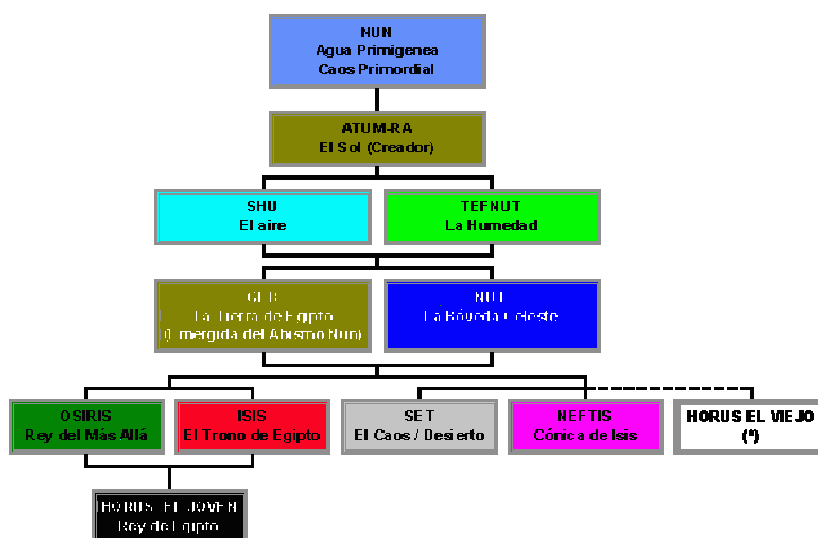 NUN
Agua Primigenea
Caos Primordial
ATUM-RA
El Sol (Creador)
SHU
El aire
TEFNUT
La Humedad
GEB
La Tierra de Egipto
(Emergida del Abismo Nun)
NUT
La Bóveda Celeste
OSIRIS
Rey del Más Allá
ISIS
El Trono de Egipto
SET
El Caos / Desierto
NEFTIS
Cónica de Isis
HORUS EL VIEJO
(*)
HORUS EL JOVEN
Rey de Egipto